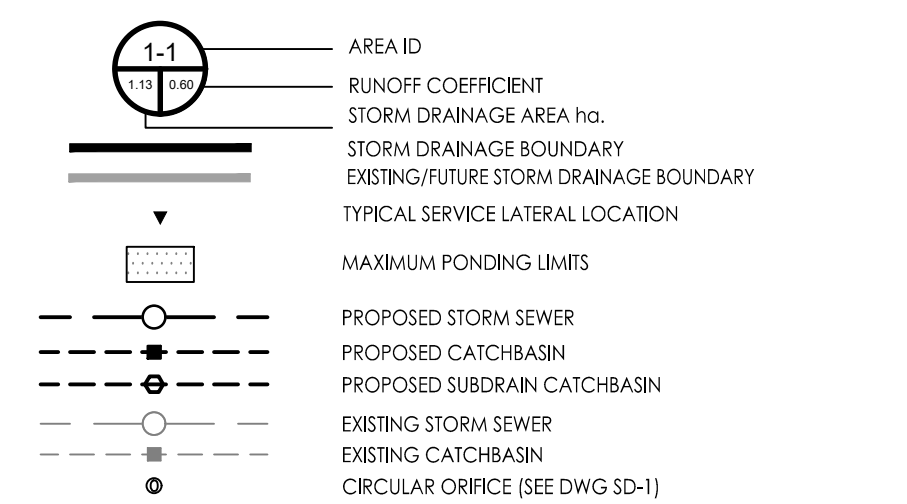 1-1
1.13 0.60
AREA ID
RUNOFF COEFFICIENT
STORM DRAINAGE AREA ha.
STORM DRAINAGE BOUNDARY
EXISTING/FUTURE STORM DRAINAGE BOUNDARY
TYPICAL SERVICE LATERAL LOCATION
MAXIMUM PONDING LIMITS
PROPOSED STORM SEWER
PROPOSED CATCHBASIN
PROPOSED SUBDRAIN CATCHBASIN
EXISTING STORM SEWER
EXISTING CATCHBASIN
CIRCULAR ORIFICE (SEE DWG SD-1)